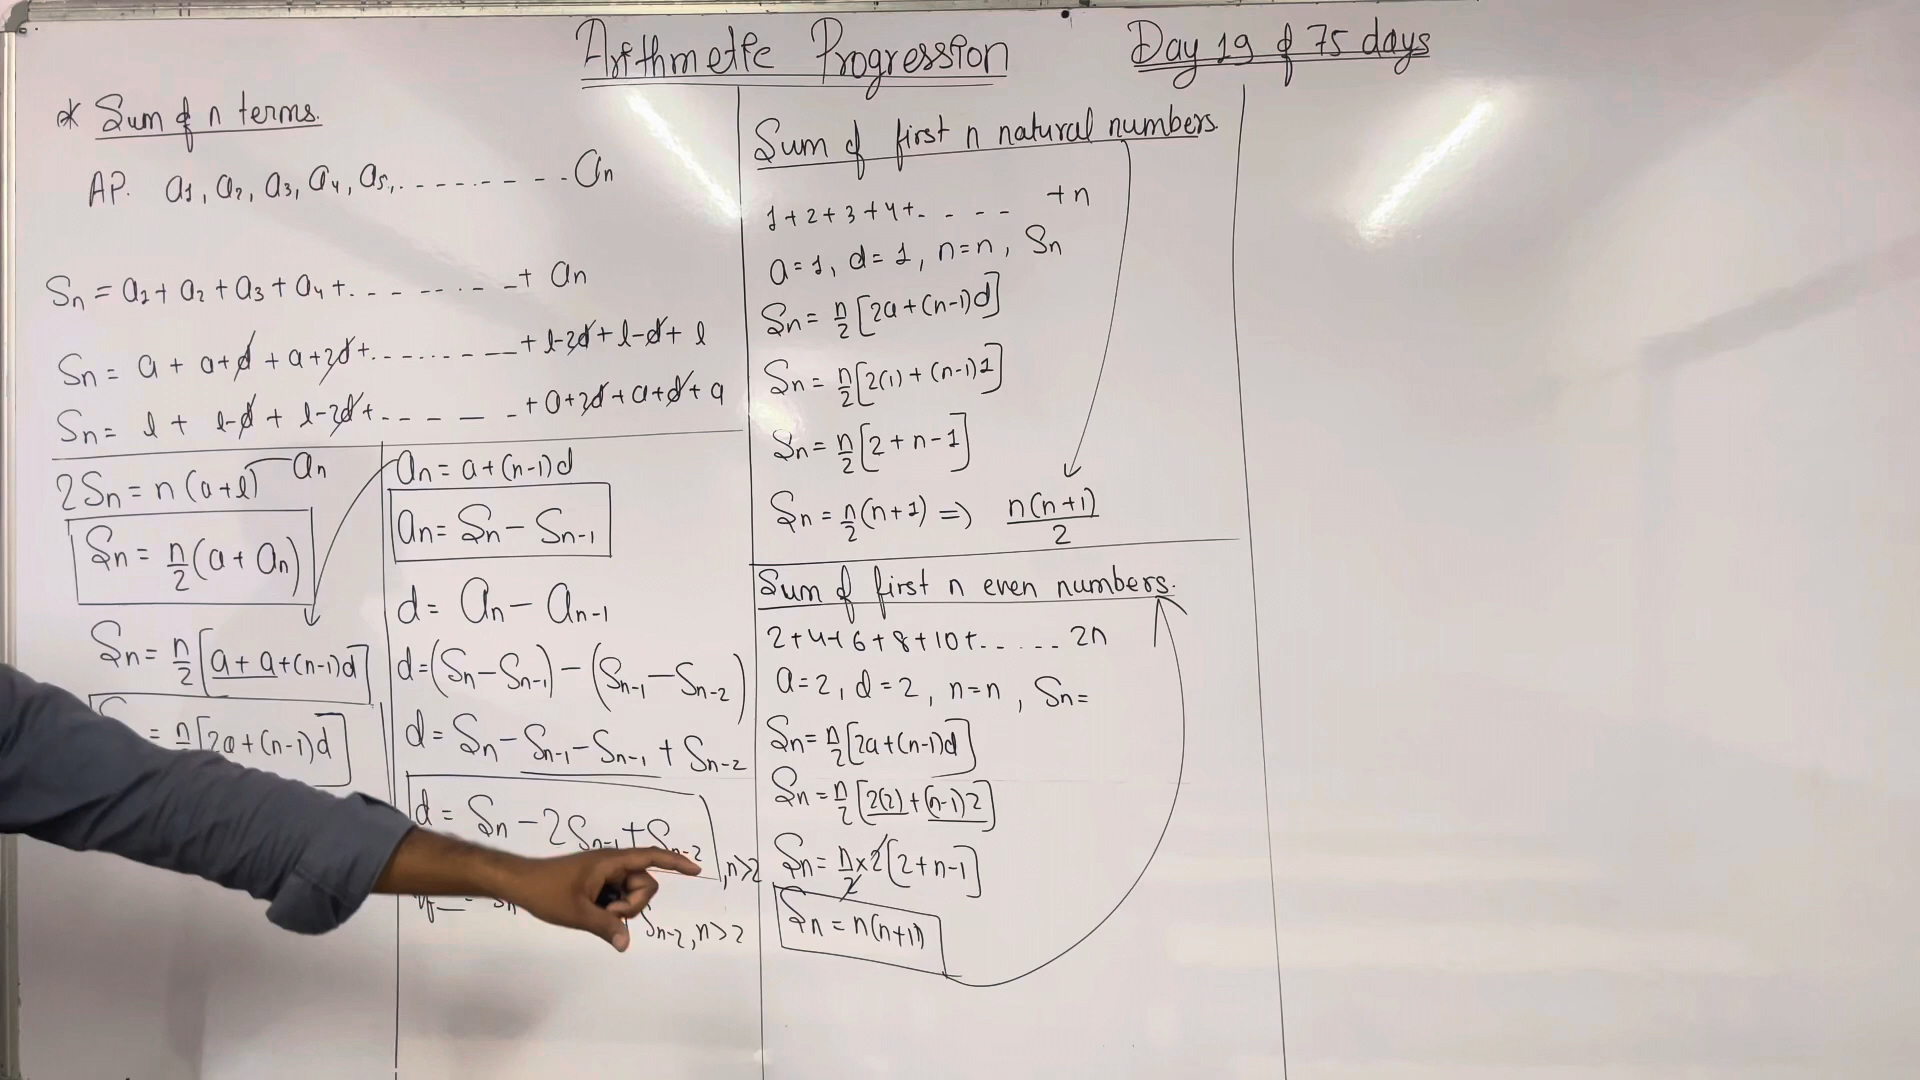 Arithmetic Progression
Day 19 of 75 days
* Sum of n terms.
AP. a1, a2, a3, a4, a5, . - - - - - - - - . an
Sn = a1 + a2 + a3 + a4 + . - - - - . - - + an
Sn = a + a+d + a+2d + . - - - - - - - + l-2d + l-d + l
Sn = l + l-d + l-2d + . - - - - - + a+2d + a+d + a
2Sn = n (a+l) an
Sn = n/2 (a + an)
Sn = n/2 [a + a + (n-1)d]
= n/2 [2a + (n-1)d]
an = a + (n-1)d
an = Sn - Sn-1
d = an - an-1
d = (Sn - Sn-1) - (Sn-1 - Sn-2)
d = Sn - Sn-1 - Sn-1 + Sn-2
d = Sn - 2Sn-1 + Sn-2 , n>2
Sn-2, n>2
Sum of first n natural numbers.
1 + 2 + 3 + 4 + . - - - - + n
a = 1, d = 1, n = n, Sn
Sn = n/2 [2a + (n-1)d]
Sn = n/2 [2(1) + (n-1)1]
Sn = n/2 [2 + n - 1]
Sn = n/2 (n+1) => n(n+1)/2
Sum of first n even numbers.
2 + 4 + 6 + 8 + 10 + . - . . - - . 2n
a = 2, d = 2, n = n, Sn =
Sn = n/2 [2a + (n-1)d]
Sn = n/2 [2(2) + (n-1)2]
Sn = n/2 × 2 [2 + n - 1]
Sn = n(n+1)